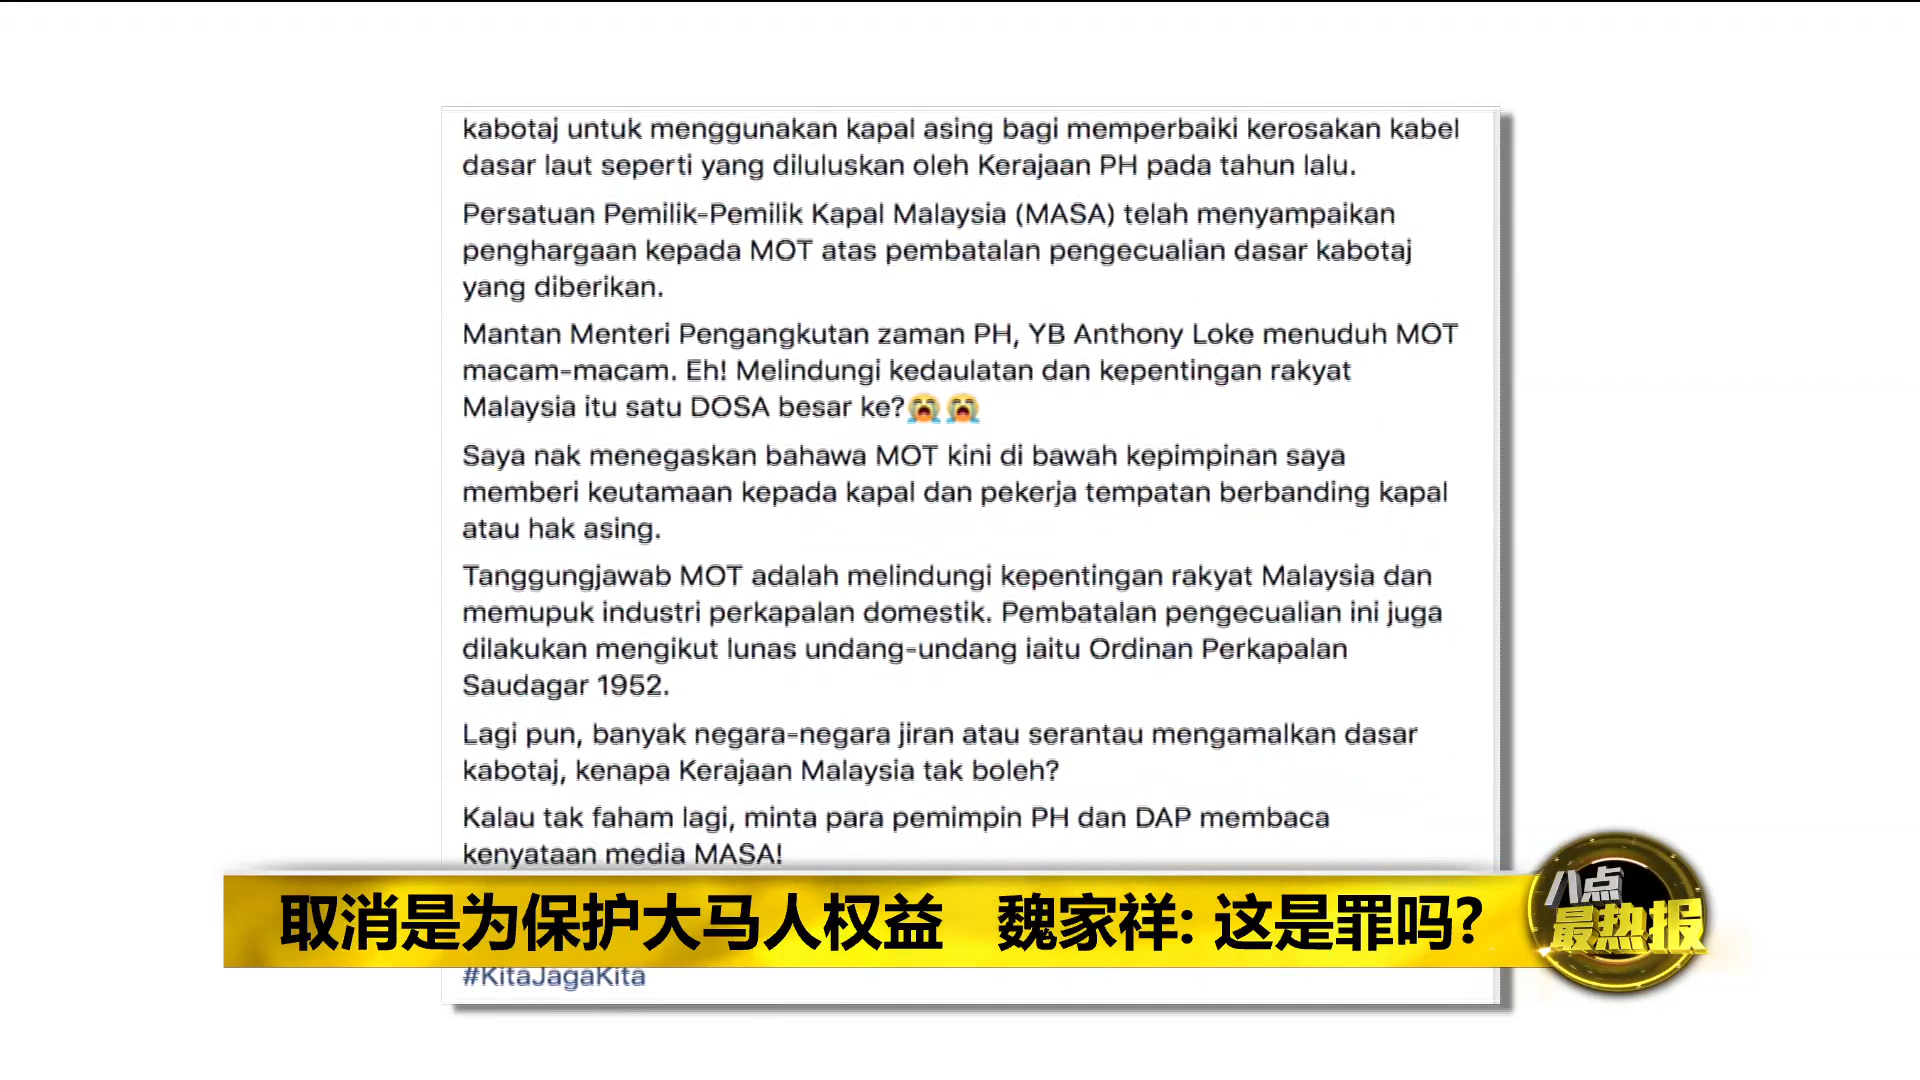 kabotaj untuk menggunakan kapal asing bagi memperbaiki kerosakan kabel
dasar laut seperti yang diluluskan oleh Kerajaan PH pada tahun lalu.
Persatuan Pemilik-Pemilik Kapal Malaysia (MASA) telah menyampaikan
penghargaan kepada MOT atas pembatalan pengecualian dasar kabotaj
yang diberikan.
Mantan Menteri Pengangkutan zaman PH, YB Anthony Loke menuduh MOT
macam-macam. Eh! Melindungi kedaulatan dan kepentingan rakyat
Malaysia itu satu DOSA besar ke?😭😭
Saya nak menegaskan bahawa MOT kini di bawah kepimpinan saya
memberi keutamaan kepada kapal dan pekerja tempatan berbanding kapal
atau hak asing.
Tanggungjawab MOT adalah melindungi kepentingan rakyat Malaysia dan
memupuk industri perkapalan domestik. Pembatalan pengecualian ini juga
dilakukan mengikut lunas undang-undang iaitu Ordinan Perkapalan
Saudagar 1952.
Lagi pun, banyak negara-negara jiran atau serantau mengamalkan dasar
kabotaj, kenapa Kerajaan Malaysia tak boleh?
Kalau tak faham lagi, minta para pemimpin PH dan DAP membaca
kenyataan media MASA!
取消是为保护大马人权益 魏家祥: 这是罪吗?
八点
最热报
#KitaJagaKita